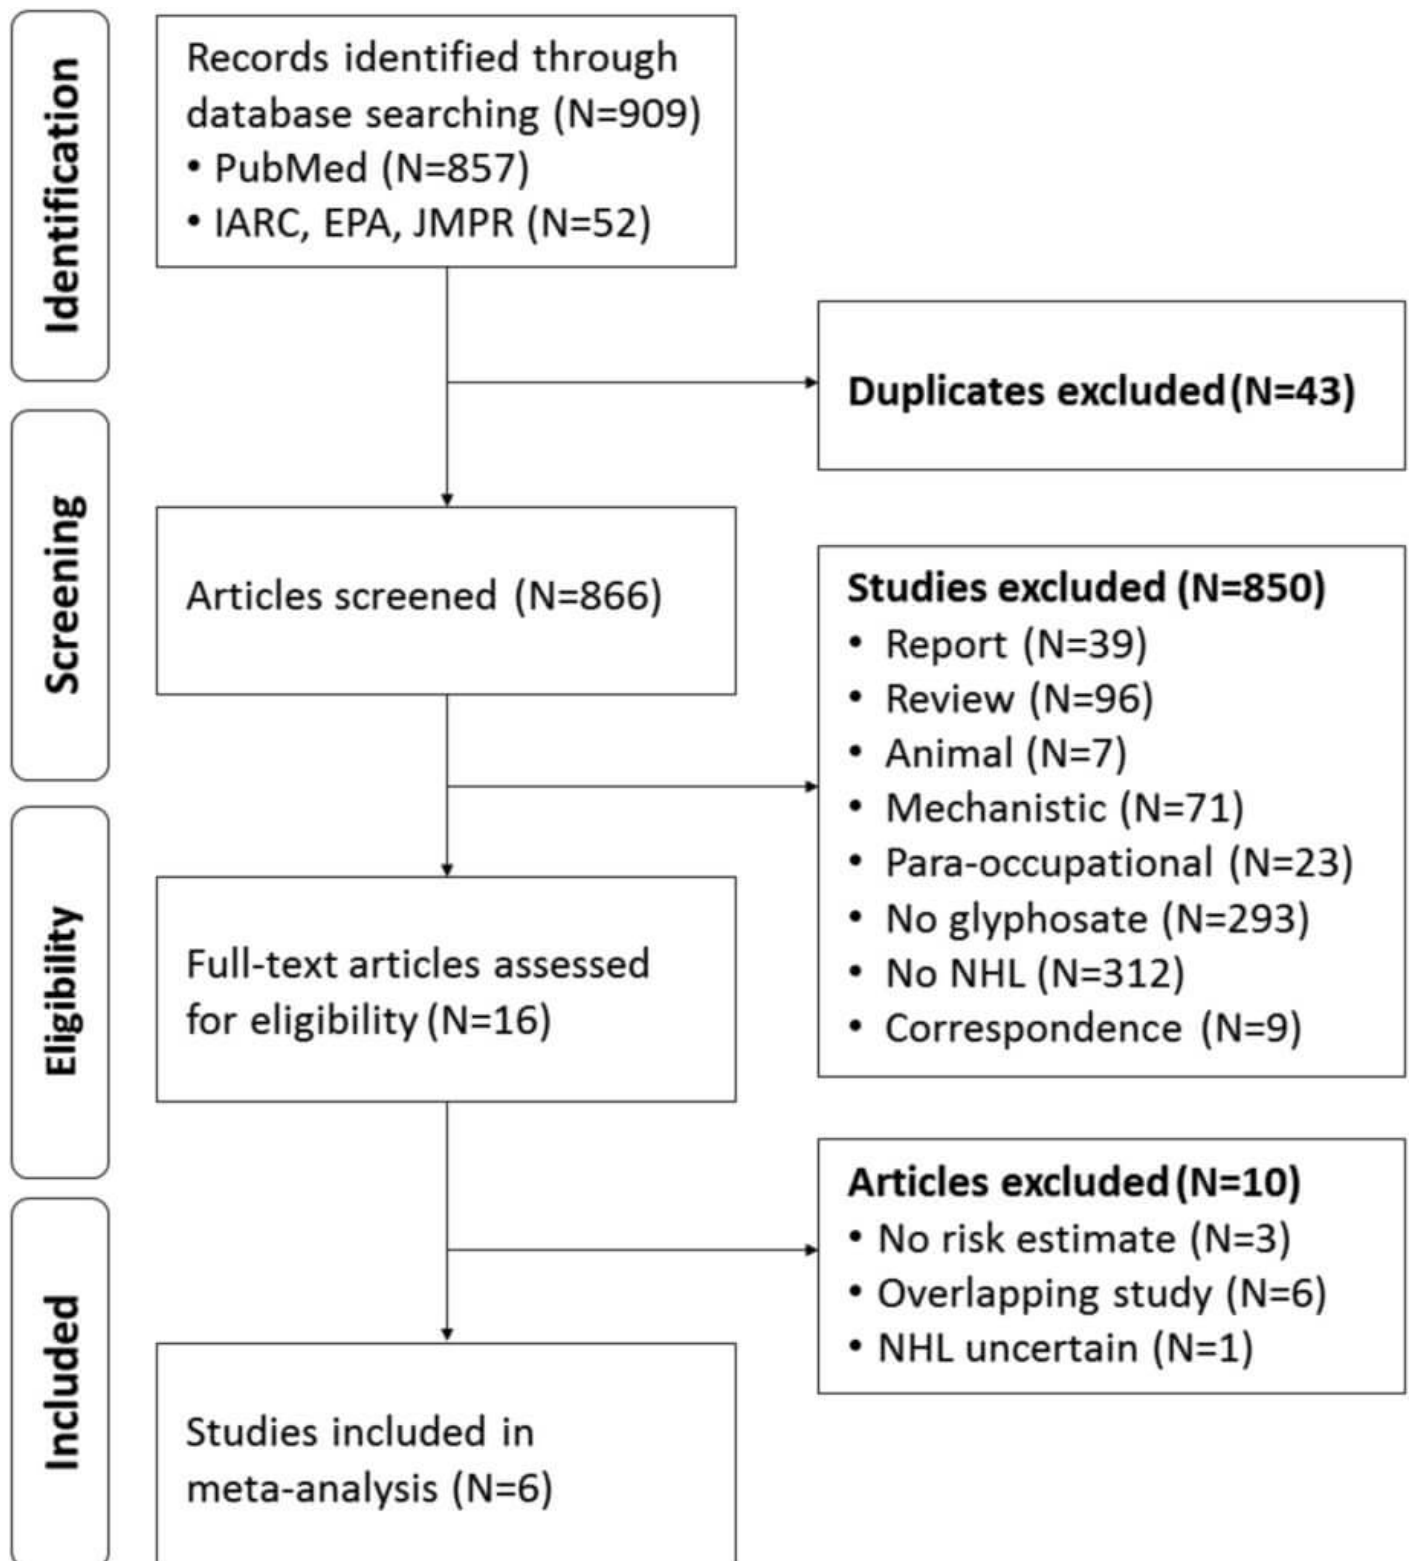 Identification
Records identified through
database searching (N=909)
• PubMed (N=857)
• IARC, EPA, JMPR (N=52)
Duplicates excluded (N=43)
Screening
Articles screened (N=866)
Studies excluded (N=850)
• Report (N=39)
• Review (N=96)
• Animal (N=7)
• Mechanistic (N=71)
• Para-occupational (N=23)
• No glyphosate (N=293)
• No NHL (N=312)
• Correspondence (N=9)
Eligibility
Full-text articles assessed
for eligibility (N=16)
Articles excluded (N=10)
• No risk estimate (N=3)
• Overlapping study (N=6)
• NHL uncertain (N=1)
Included
Studies included in
meta-analysis (N=6)